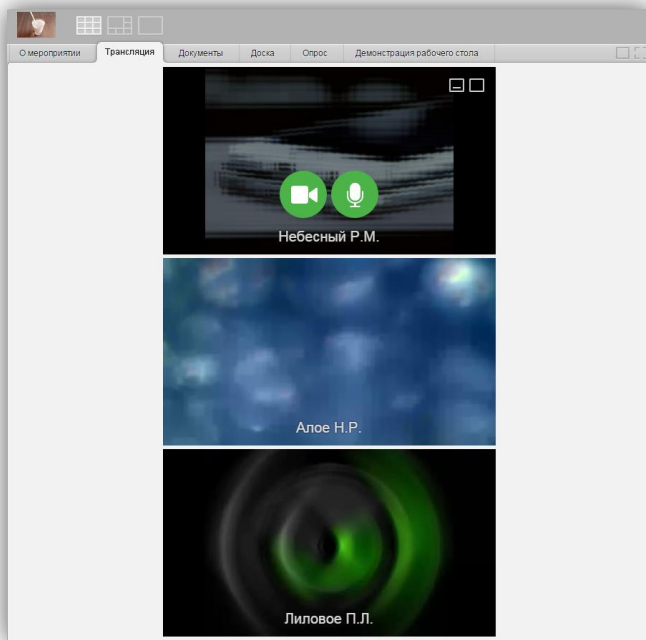 О мероприятии Трансляция Документы Доска Опрос Демонстрация рабочего стола
Небесный Р.М.
Алое Н.Р.
Лиловое П.Л.